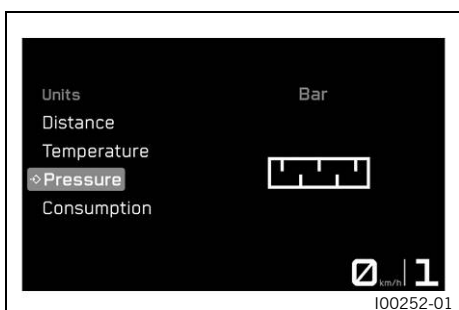 Units
Bar
Distance
Temperature
Pressure
Consumption
0 km/h 1
I00252-01